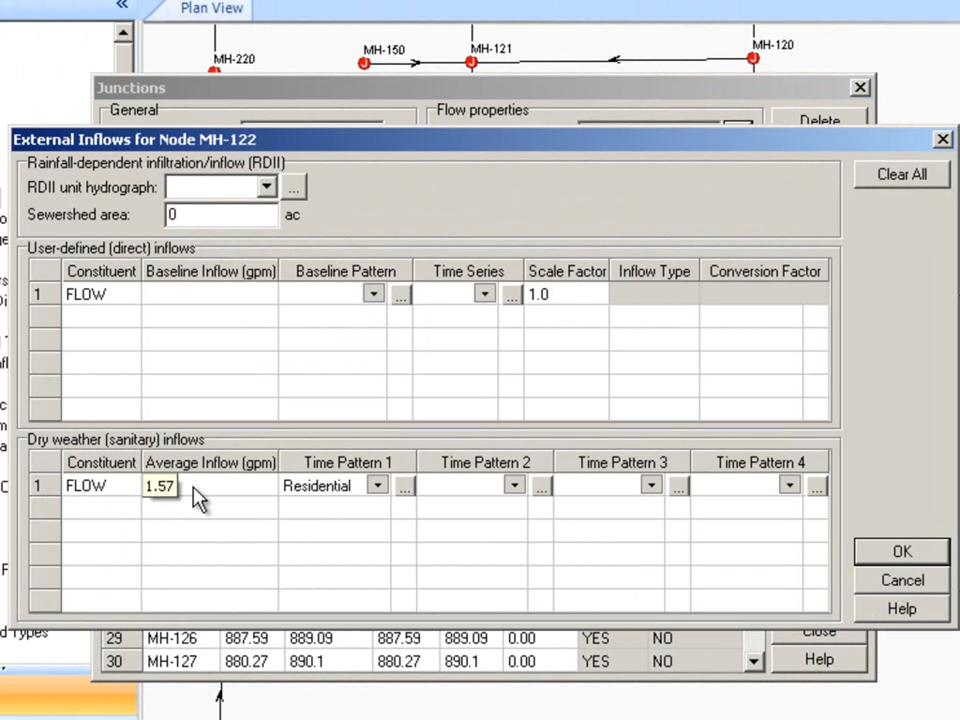 «
Plan View
MH-220
MH-150
MH-121
MH-120
Junctions
General
Flow properties
Delete
External Inflows for Node MH-122
Rainfall-dependent infiltration/inflow (RDII)
RDII unit hydrograph:
...
Clear All
Sewershed area: 0 ac
User-defined (direct) inflows
Constituent Baseline Inflow (gpm) Baseline Pattern Time Series Scale Factor Inflow Type Conversion Factor
1 FLOW ... ... 1.0
Dry weather (sanitary) inflows
Constituent Average Inflow (gpm) Time Pattern 1 Time Pattern 2 Time Pattern 3 Time Pattern 4
1 FLOW 1.57 Residential ... ... ... ...
OK
Cancel
Help
29 MH-126 887.59 889.09 887.59 889.09 0.00 YES NO
Close
30 MH-127 880.27 890.1 880.27 890.1 0.00 YES NO
Help